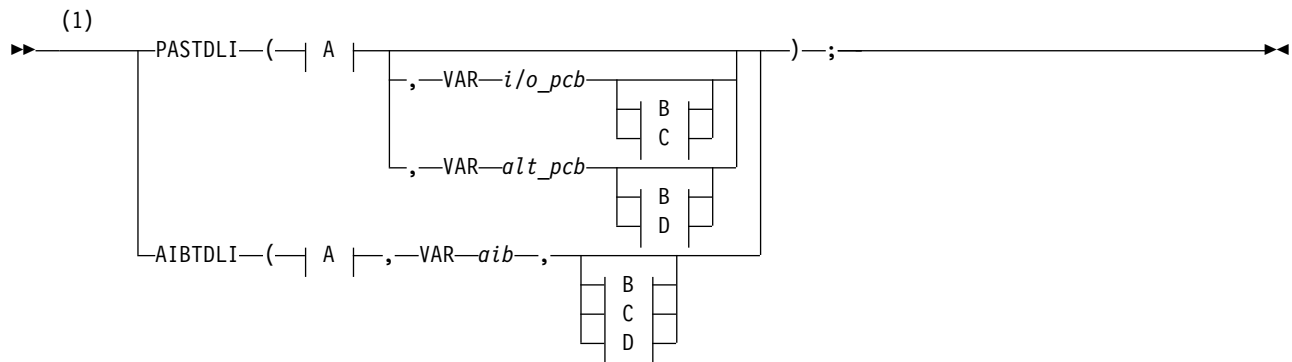 (1)
PASTDLI ( A ) ;
, VAR i/o_pcb
B
C
, VAR alt_pcb
B
D
AIBTDLI ( A , VAR aib ,
B
C
D